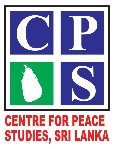 C P
S
CENTRE FOR PEACE
STUDIES, SRI LANKA